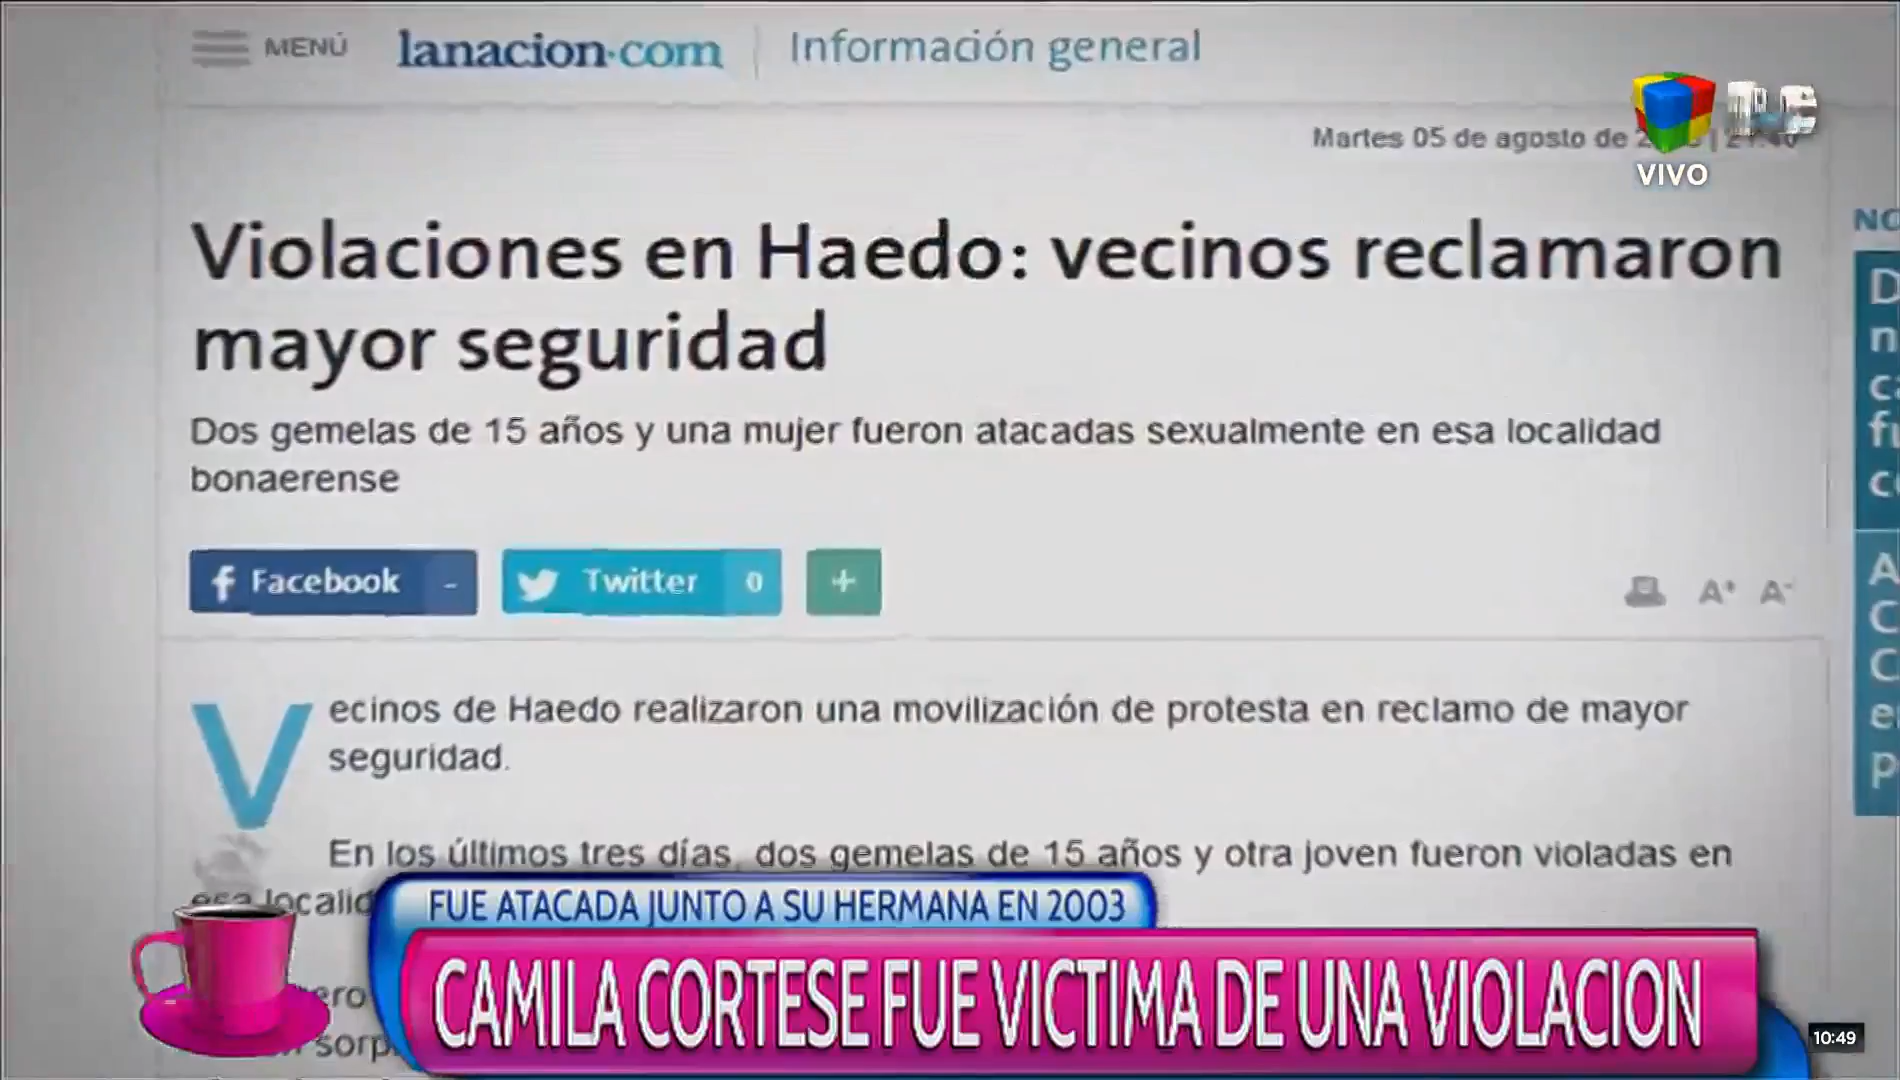 MENÚ lanacion.com Información general
Martes 05 de agosto de
VIVO
Violaciones en Haedo: vecinos reclamaron
mayor seguridad
Dos gemelas de 15 años y una mujer fueron atacadas sexualmente en esa localidad
bonaerense
Facebook -
Twitter 0
+
A+ A-
Vecinos de Haedo realizaron una movilización de protesta en reclamo de mayor
seguridad.
En los últimos tres días, dos gemelas de 15 años y otra joven fueron violadas en
FUE ATACADA JUNTO A SU HERMANA EN 2003
CAMILA CORTESE FUE VICTIMA DE UNA VIOLACION
10:49